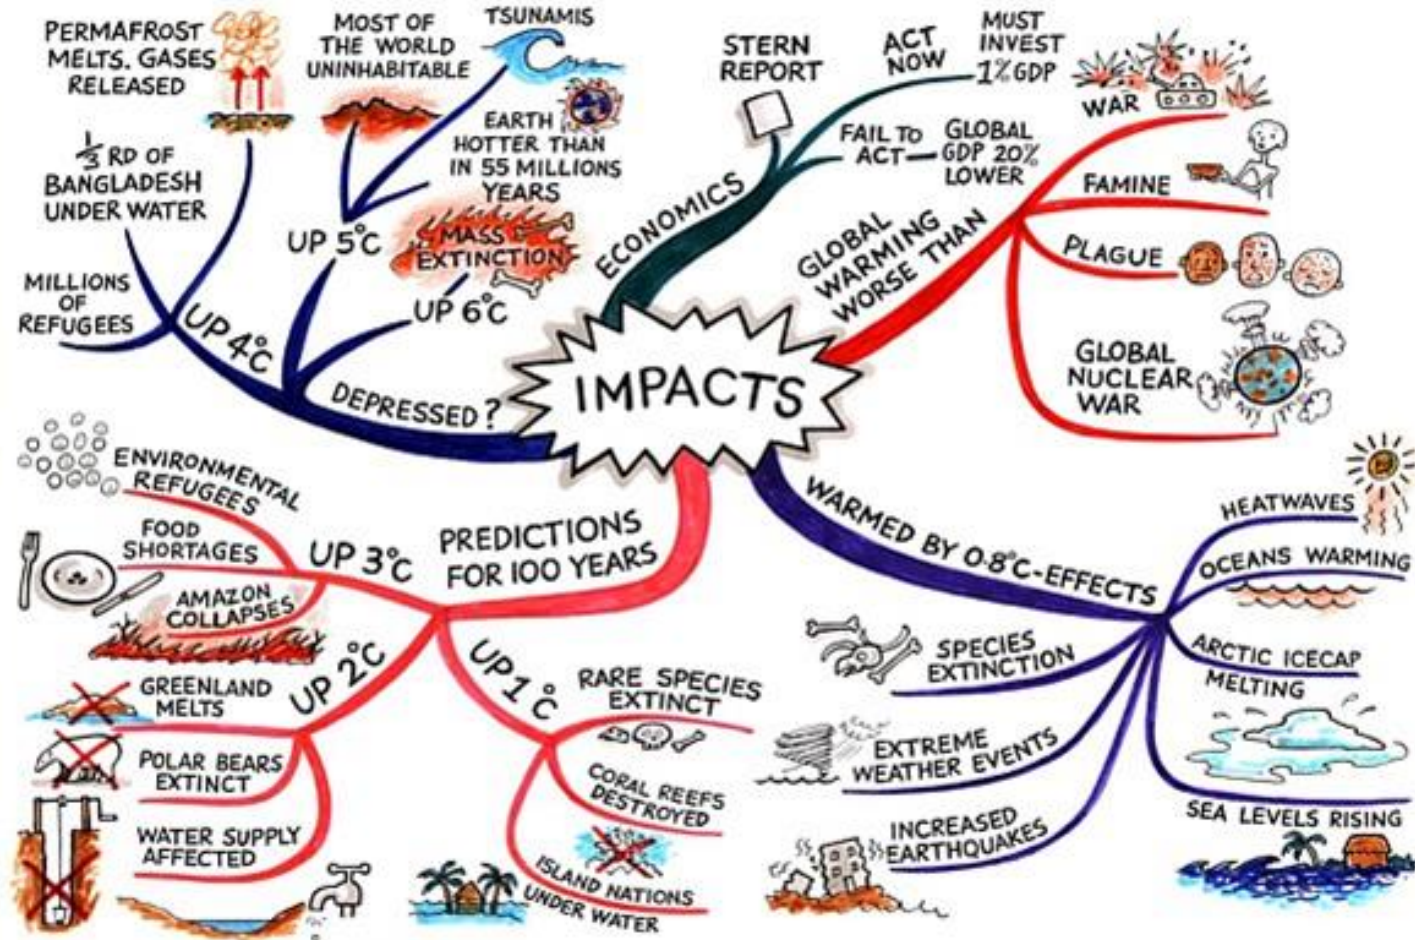 IMPACTS
ECONOMICS
STERN
REPORT
ACT
NOW
MUST
INVEST
1% GDP
FAIL TO
ACT
GLOBAL
GDP 20%
LOWER
GLOBAL
WARMING
WORSE THAN
WAR
FAMINE
PLAGUE
GLOBAL
NUCLEAR
WAR
WARMED BY 0.8°C-EFFECTS
HEATWAVES
OCEANS WARMING
ARCTIC ICECAP
MELTING
SEA LEVELS RISING
SPECIES
EXTINCTION
EXTREME
WEATHER EVENTS
INCREASED
EARTHQUAKES
PREDICTIONS
FOR 100 YEARS
UP 1°C
RARE SPECIES
EXTINCT
CORAL REEFS
DESTROYED
ISLAND NATIONS
UNDER WATER
UP 2°C
GREENLAND
MELTS
POLAR BEARS
EXTINCT
WATER SUPPLY
AFFECTED
UP 3°C
ENVIRONMENTAL
REFUGEES
FOOD
SHORTAGES
AMAZON
COLLAPSES
DEPRESSED?
UP 4°C
MILLIONS
OF
REFUGEES
1/3 RD OF
BANGLADESH
UNDER WATER
PERMAFROST
MELTS. GASES
RELEASED
UP 5°C
MOST OF
THE WORLD
UNINHABITABLE
TSUNAMIS
EARTH
HOTTER THAN
IN 55 MILLIONS
YEARS
UP 6°C
MASS
EXTINCTION